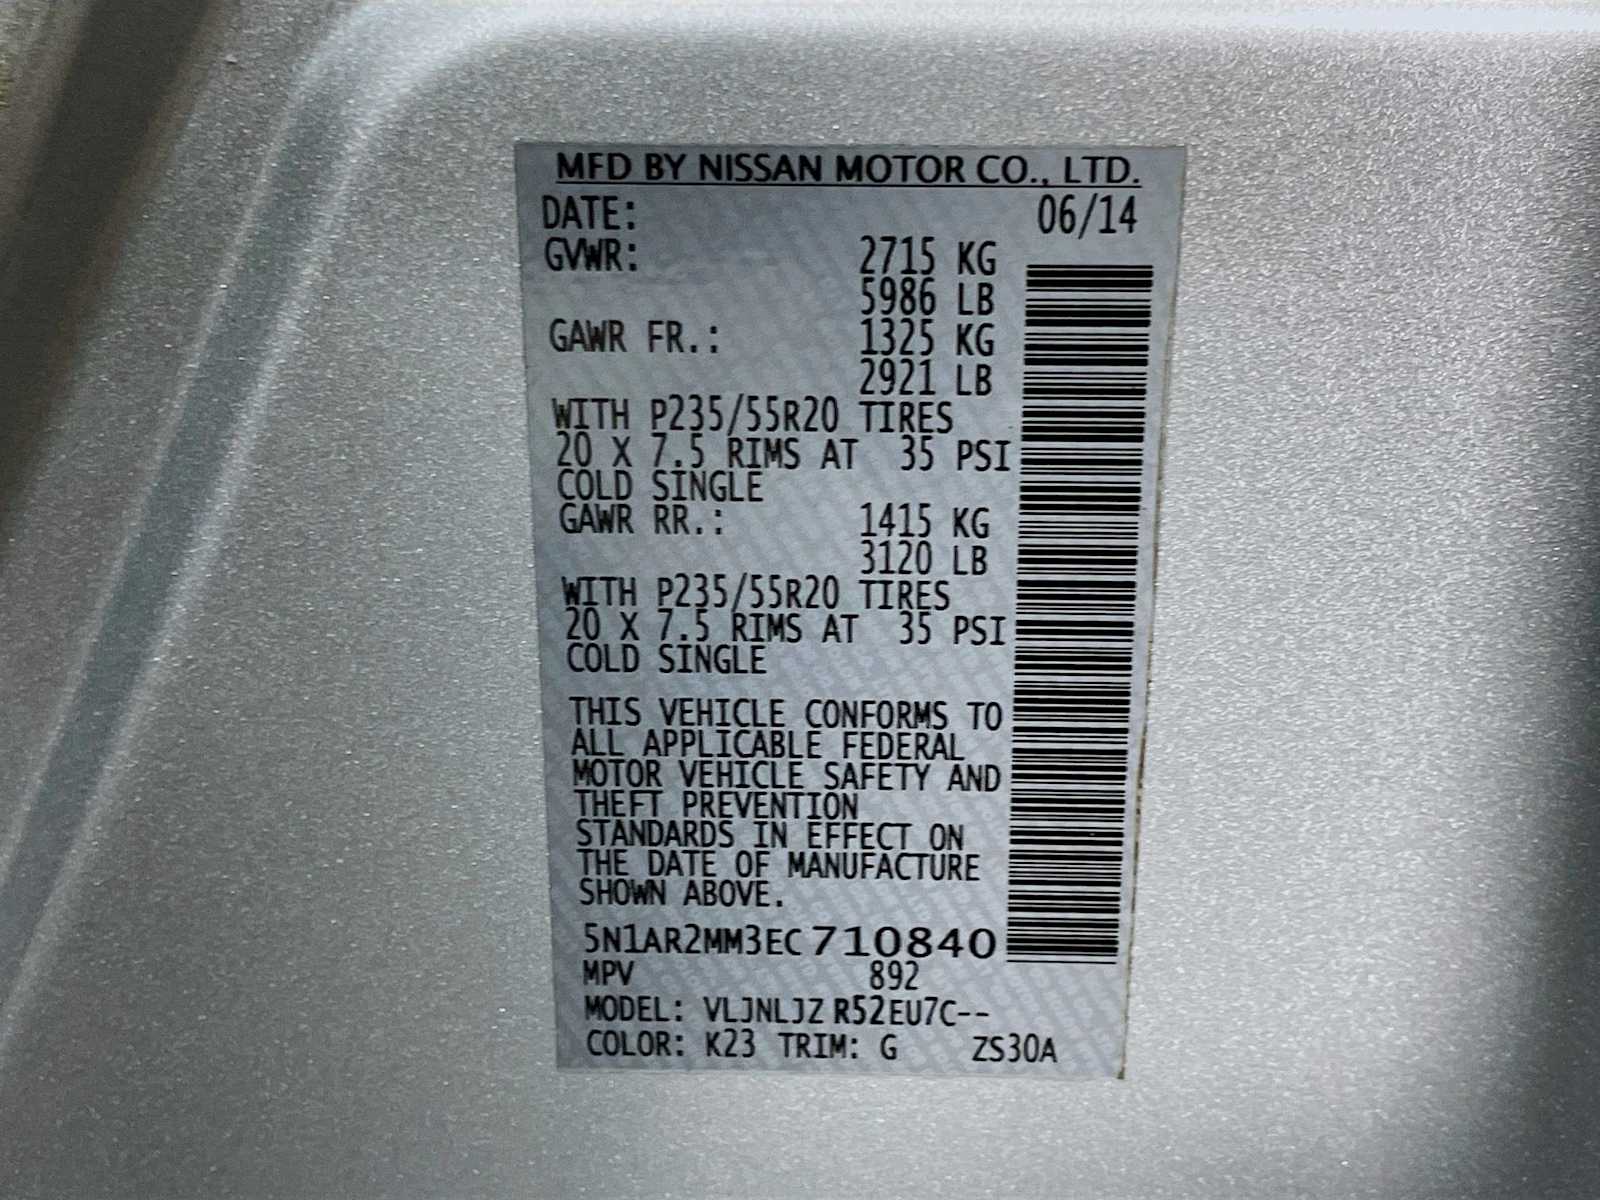 MFD BY NISSAN MOTOR CO., LTD.
DATE: 06/14
GVWR: 2715 KG
5986 LB
GAWR FR.: 1325 KG
2921 LB
WITH P235/55R20 TIRES
20 X 7.5 RIMS AT 35 PSI
COLD SINGLE
GAWR RR.: 1415 KG
3120 LB
WITH P235/55R20 TIRES
20 X 7.5 RIMS AT 35 PSI
COLD SINGLE
THIS VEHICLE CONFORMS TO
ALL APPLICABLE FEDERAL
MOTOR VEHICLE SAFETY AND
THEFT PREVENTION
STANDARDS IN EFFECT ON
THE DATE OF MANUFACTURE
SHOWN ABOVE.
5N1AR2MM3EC710840
MPV 892
MODEL: VLJNLJZ R52EU7C--
COLOR: K23 TRIM: G ZS30A